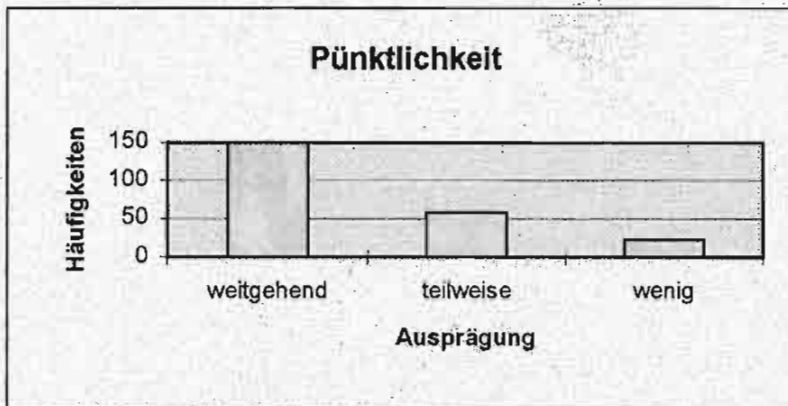 Pünktlichkeit
Häufigkeiten
150
100
50
0
weitgehend teilweise wenig
Ausprägung